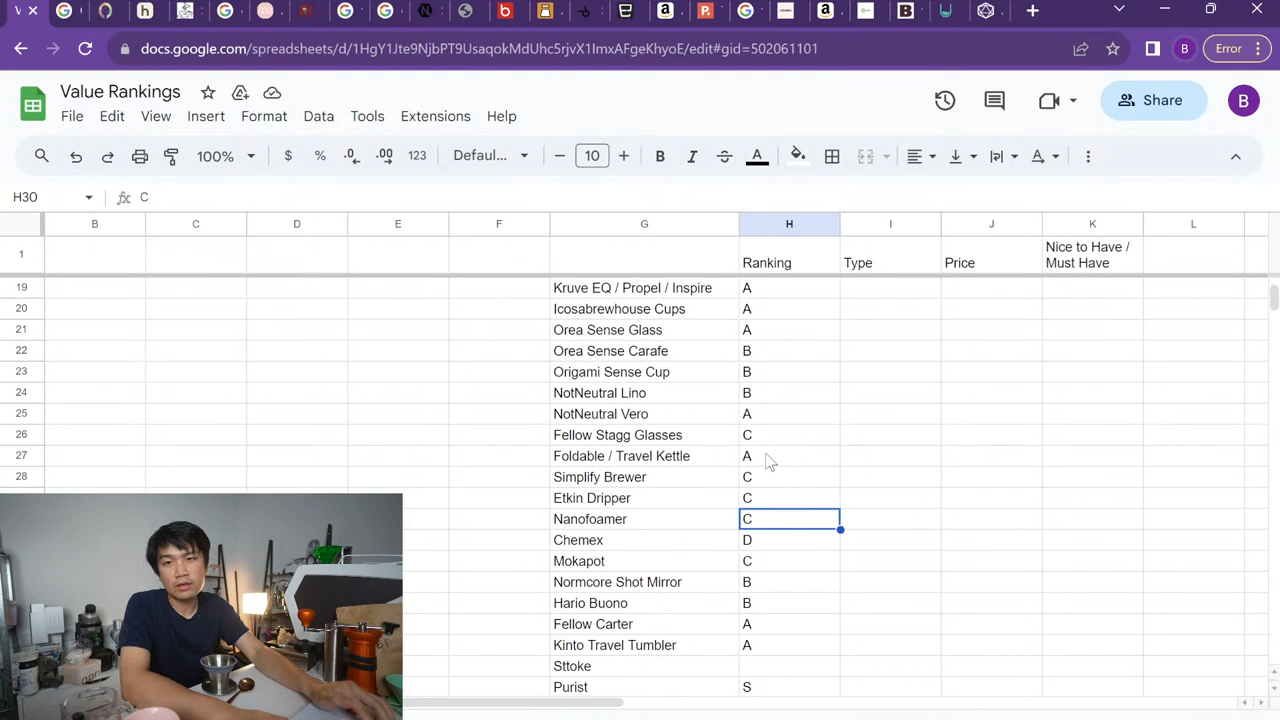 docs.google.com/spreadsheets/d/1HgY1Jte9NjbPT9UsaqokMdUhc5rjvX1ImxAFgeKhyoE/edit#gid=502061101
B
Error
Value Rankings
File Edit View Insert Format Data Tools Extensions Help
Share
B
100% $ % .0 .00 123 Defaul... 10 B I A A
H30 fx C
B C D E F G H I J K L
1 Ranking Type Price Nice to Have /
Must Have
19 Kruve EQ / Propel / Inspire A
20 Icosabrewhouse Cups A
21 Orea Sense Glass A
22 Orea Sense Carafe B
23 Origami Sense Cup B
24 NotNeutral Lino B
25 NotNeutral Vero A
26 Fellow Stagg Glasses C
27 Foldable / Travel Kettle A
28 Simplify Brewer C
Etkin Dripper C
Nanofoamer C
Chemex D
Mokapot C
Normcore Shot Mirror B
Hario Buono B
Fellow Carter A
Kinto Travel Tumbler A
Sttoke
Purist S